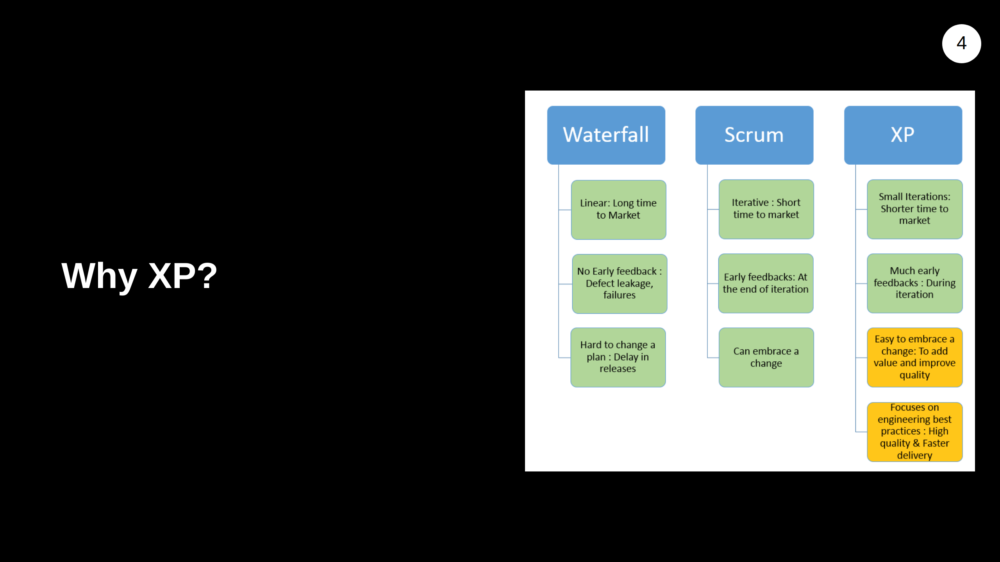 4
Why XP?
Waterfall
Linear: Long time
to Market
No Early feedback :
Defect leakage,
failures
Hard to change a
plan : Delay in
releases
Scrum
Iterative : Short
time to market
Early feedbacks: At
the end of iteration
Can embrace a
change
XP
Small Iterations:
Shorter time to
market
Much early
feedbacks : During
iteration
Easy to embrace a
change: To add
value and improve
quality
Focuses on
engineering best
practices : High
quality & Faster
delivery